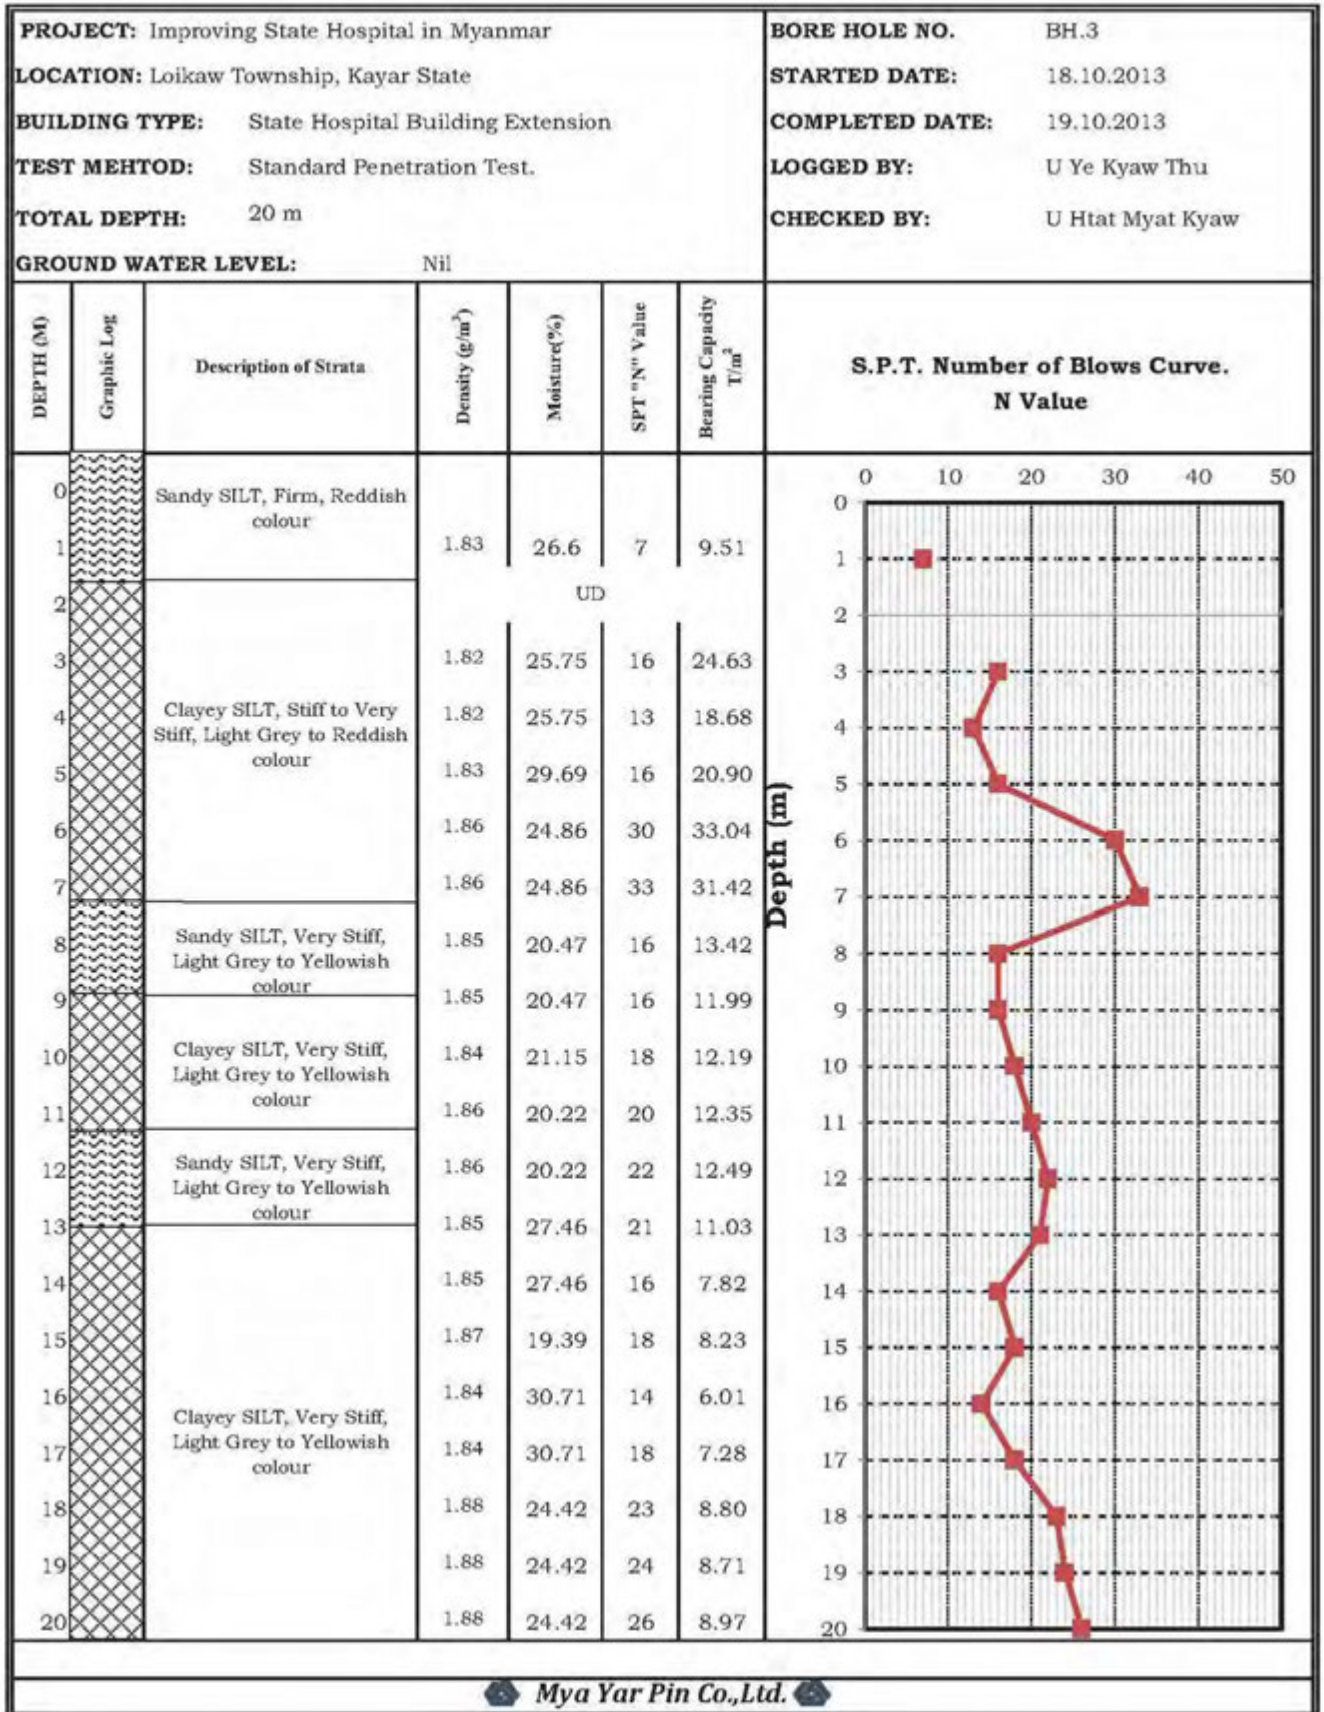 PROJECT: Improving State Hospital in Myanmar
LOCATION: Loikaw Township, Kayar State
BUILDING TYPE: State Hospital Building Extension
TEST MEHTOD: Standard Penetration Test.
TOTAL DEPTH: 20 m
GROUND WATER LEVEL: Nil
BORE HOLE NO. BH.3
STARTED DATE: 18.10.2013
COMPLETED DATE: 19.10.2013
LOGGED BY: U Ye Kyaw Thu
CHECKED BY: U Htat Myat Kyaw
DEPTH (M)
Graphic Log
Description of Strata
Density (g/m³)
Moisture(%)
SPT "N" Value
Bearing Capacity
T/m²
S.P.T. Number of Blows Curve.
N Value
0
Sandy SILT, Firm, Reddish
colour
1 1.83 26.6 7 9.51
2 UD
3 1.82 25.75 16 24.63
Clayey SILT, Stiff to Very
Stiff, Light Grey to Reddish
colour
4 1.82 25.75 13 18.68
5 1.83 29.69 16 20.90
6 1.86 24.86 30 33.04
7 1.86 24.86 33 31.42
Sandy SILT, Very Stiff,
Light Grey to Yellowish
colour
8 1.85 20.47 16 13.42
9 1.85 20.47 16 11.99
Clayey SILT, Very Stiff,
Light Grey to Yellowish
colour
10 1.84 21.15 18 12.19
11 1.86 20.22 20 12.35
Sandy SILT, Very Stiff,
Light Grey to Yellowish
colour
12 1.86 20.22 22 12.49
13 1.85 27.46 21 11.03
14 1.85 27.46 16 7.82
15 1.87 19.39 18 8.23
16 1.84 30.71 14 6.01
Clayey SILT, Very Stiff,
Light Grey to Yellowish
colour
17 1.84 30.71 18 7.28
18 1.88 24.42 23 8.80
19 1.88 24.42 24 8.71
20 1.88 24.42 26 8.97
Depth (m)
0 10 20 30 40 50
0
1
2
3
4
5
6
7
8
9
10
11
12
13
14
15
16
17
18
19
20
Mya Yar Pin Co.,Ltd.